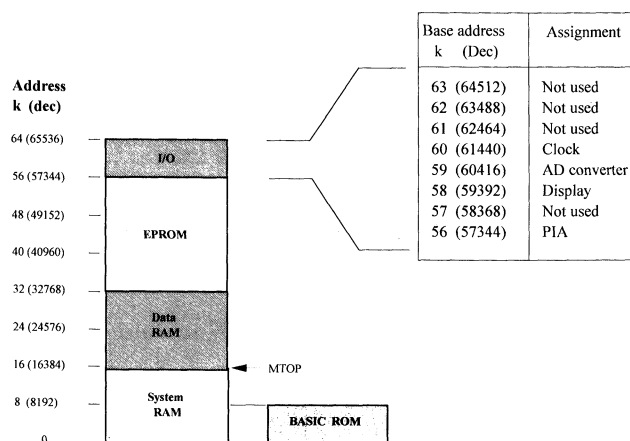 Base address Assignment
k (Dec)
63 (64512) Not used
62 (63488) Not used
61 (62464) Not used
60 (61440) Clock
59 (60416) AD converter
58 (59392) Display
57 (58368) Not used
56 (57344) PIA
Address
k (dec)
64 (65536)
I/O
56 (57344)
48 (49152)
EPROM
40 (40960)
32 (32768)
Data
RAM
24 (24576)
16 (16384)
MTOP
System
RAM
8 (8192)
BASIC ROM
0